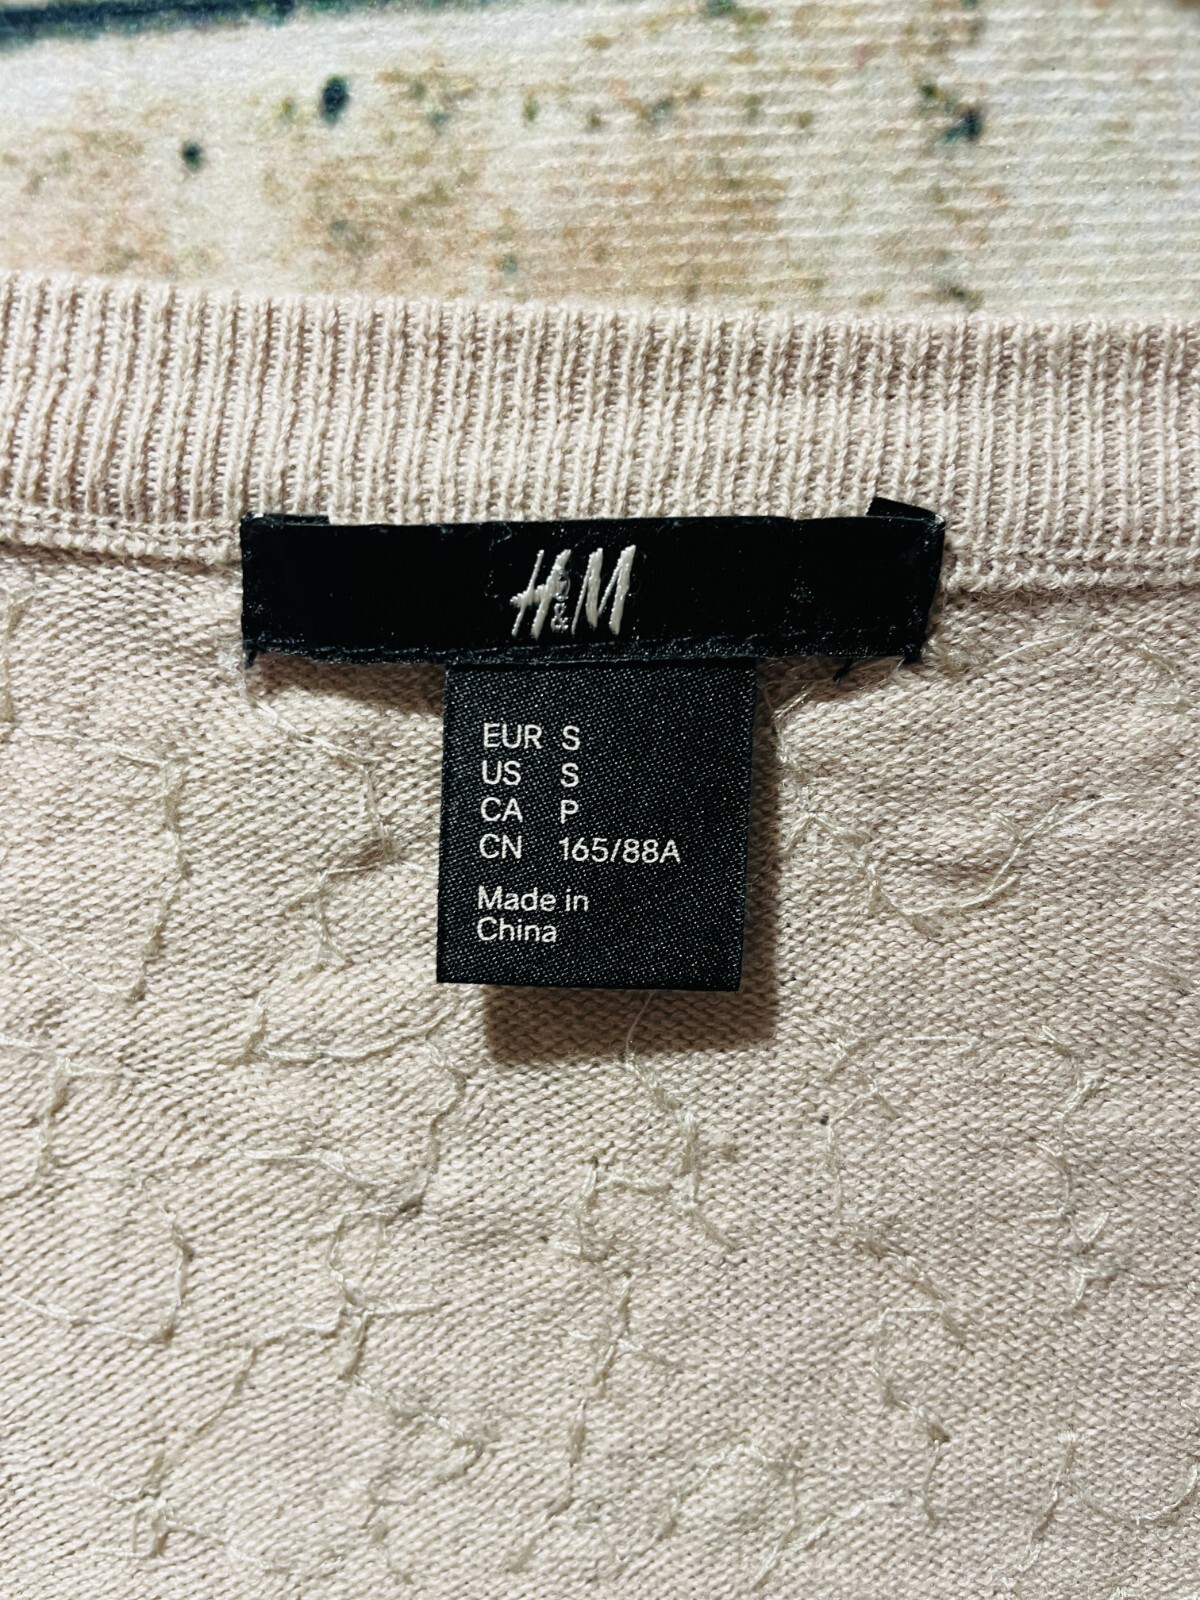 H&M
EUR S
US S
CA P
CN 165/88A
Made in
China